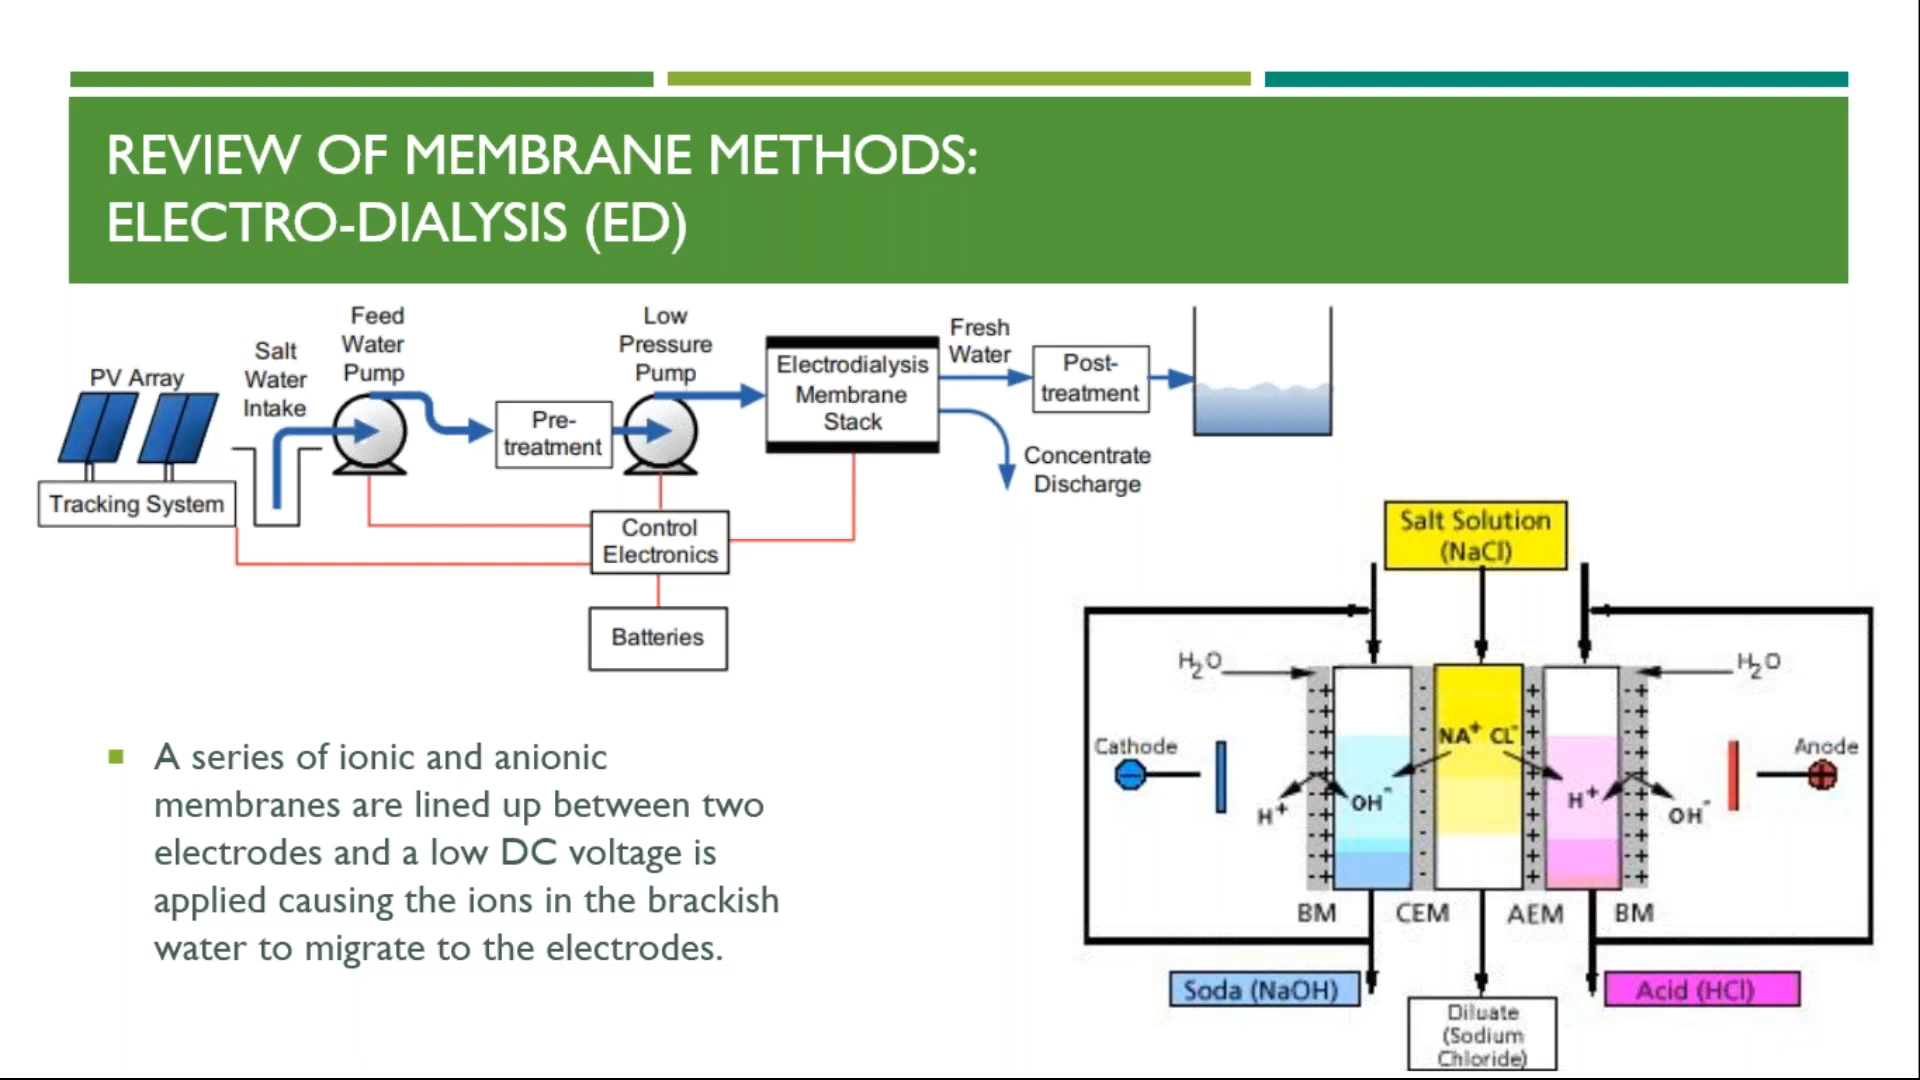 REVIEW OF MEMBRANE METHODS:
ELECTRO-DIALYSIS (ED)
PV Array
Tracking System
Salt
Water
Intake
Feed
Water
Pump
Pre-
treatment
Low
Pressure
Pump
Electrodialysis
Membrane
Stack
Fresh
Water
Post-
treatment
Concentrate
Discharge
Control
Electronics
Batteries
A series of ionic and anionic
membranes are lined up between two
electrodes and a low DC voltage is
applied causing the ions in the brackish
water to migrate to the electrodes.
Salt Solution
(NaCl)
H₂O
H₂O
Cathode
NA⁺ CL⁻
Anode
H⁺
OH⁻
H⁺
OH⁻
BM
CEM
AEM
BM
Soda (NaOH)
Acid (HCl)
Diluate
(Sodium
Chloride)